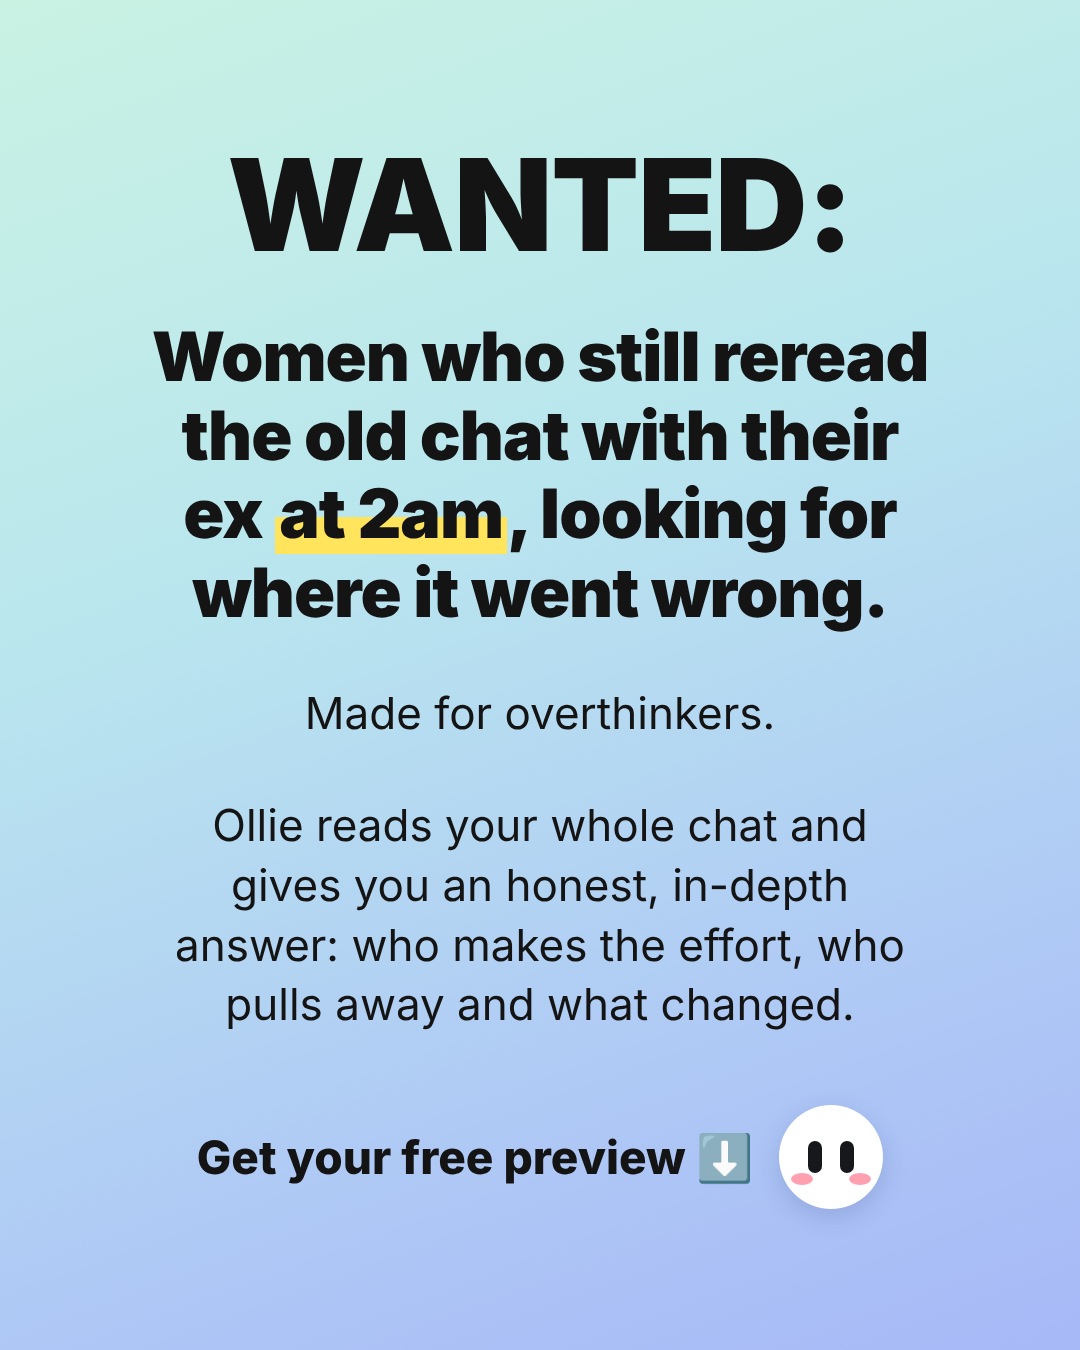 WANTED:
Women who still reread
the old chat with their
ex at 2am, looking for
where it went wrong.
Made for overthinkers.
Ollie reads your whole chat and
gives you an honest, in-depth
answer: who makes the effort, who
pulls away and what changed.
Get your free preview ⬇️